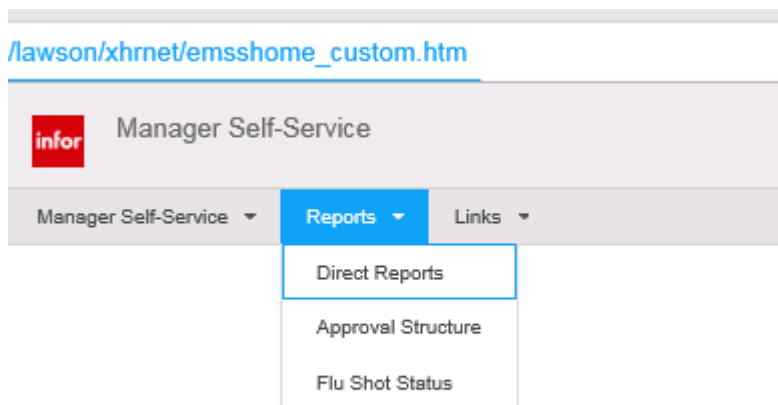 /lawson/xhrnet/emsshome_custom.htm
infor
Manager Self-Service
Manager Self-Service Reports Links
Direct Reports
Approval Structure
Flu Shot Status